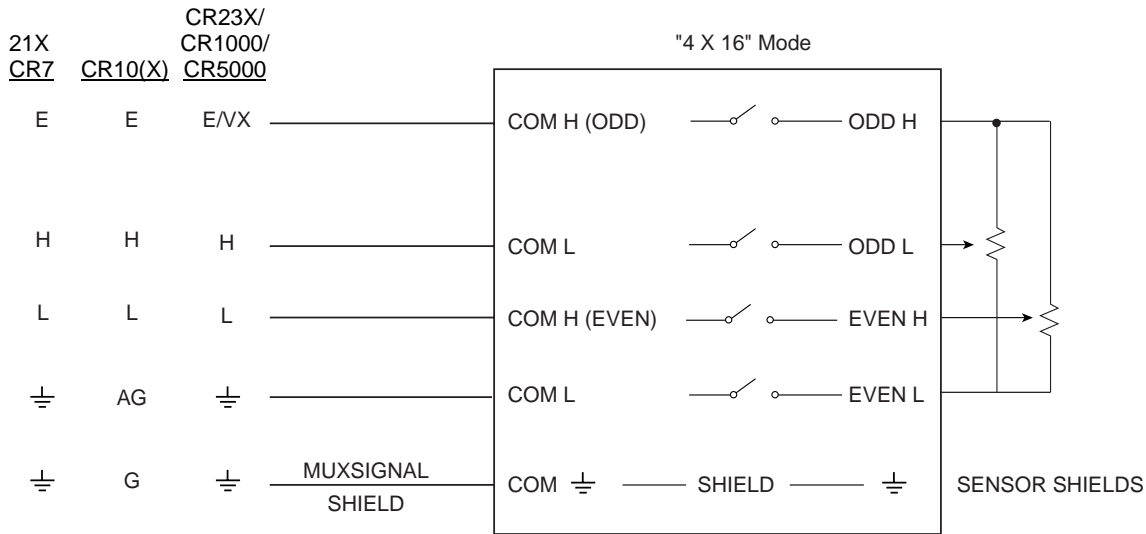 CR23X/
21X CR1000/
CR7 CR10(X) CR5000
"4 X 16" Mode
E E E/VX COM H (ODD) ODD H
H H H COM L ODD L
L L L COM H (EVEN) EVEN H
AG COM L EVEN L
G MUXSIGNAL SHIELD COM SHIELD SENSOR SHIELDS